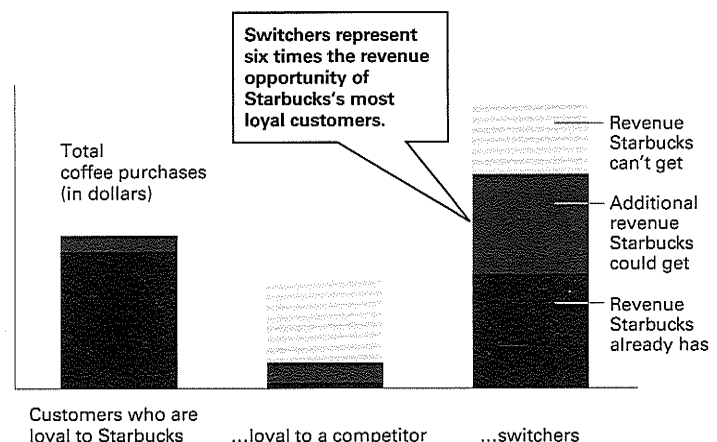 Switchers represent
six times the revenue
opportunity of
Starbucks's most
loyal customers.
Total
coffee purchases
(in dollars)
Revenue
Starbucks
can't get
Additional
revenue
Starbucks
could get
Revenue
Starbucks
already has
Customers who are
loyal to Starbucks
...loyal to a competitor
...switchers